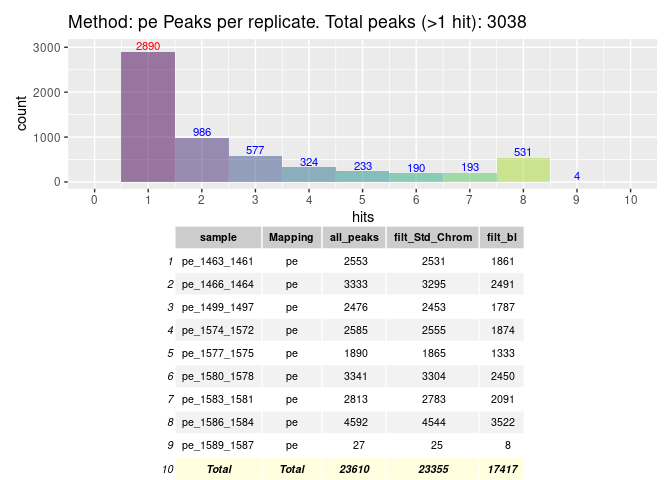 Method: pe Peaks per replicate. Total peaks (>1 hit): 3038
3000
2000
1000
0
count
2890
986
577
324
233
190
193
531
4
0 1 2 3 4 5 6 7 8 9 10
hits
sample Mapping all_peaks filt_Std_Chrom filt_bl
1 pe_1463_1461 pe 2553 2531 1861
2 pe_1466_1464 pe 3333 3295 2491
3 pe_1499_1497 pe 2476 2453 1787
4 pe_1574_1572 pe 2585 2555 1874
5 pe_1577_1575 pe 1890 1865 1333
6 pe_1580_1578 pe 3341 3304 2450
7 pe_1583_1581 pe 2813 2783 2091
8 pe_1586_1584 pe 4592 4544 3522
9 pe_1589_1587 pe 27 25 8
10 Total Total 23610 23355 17417